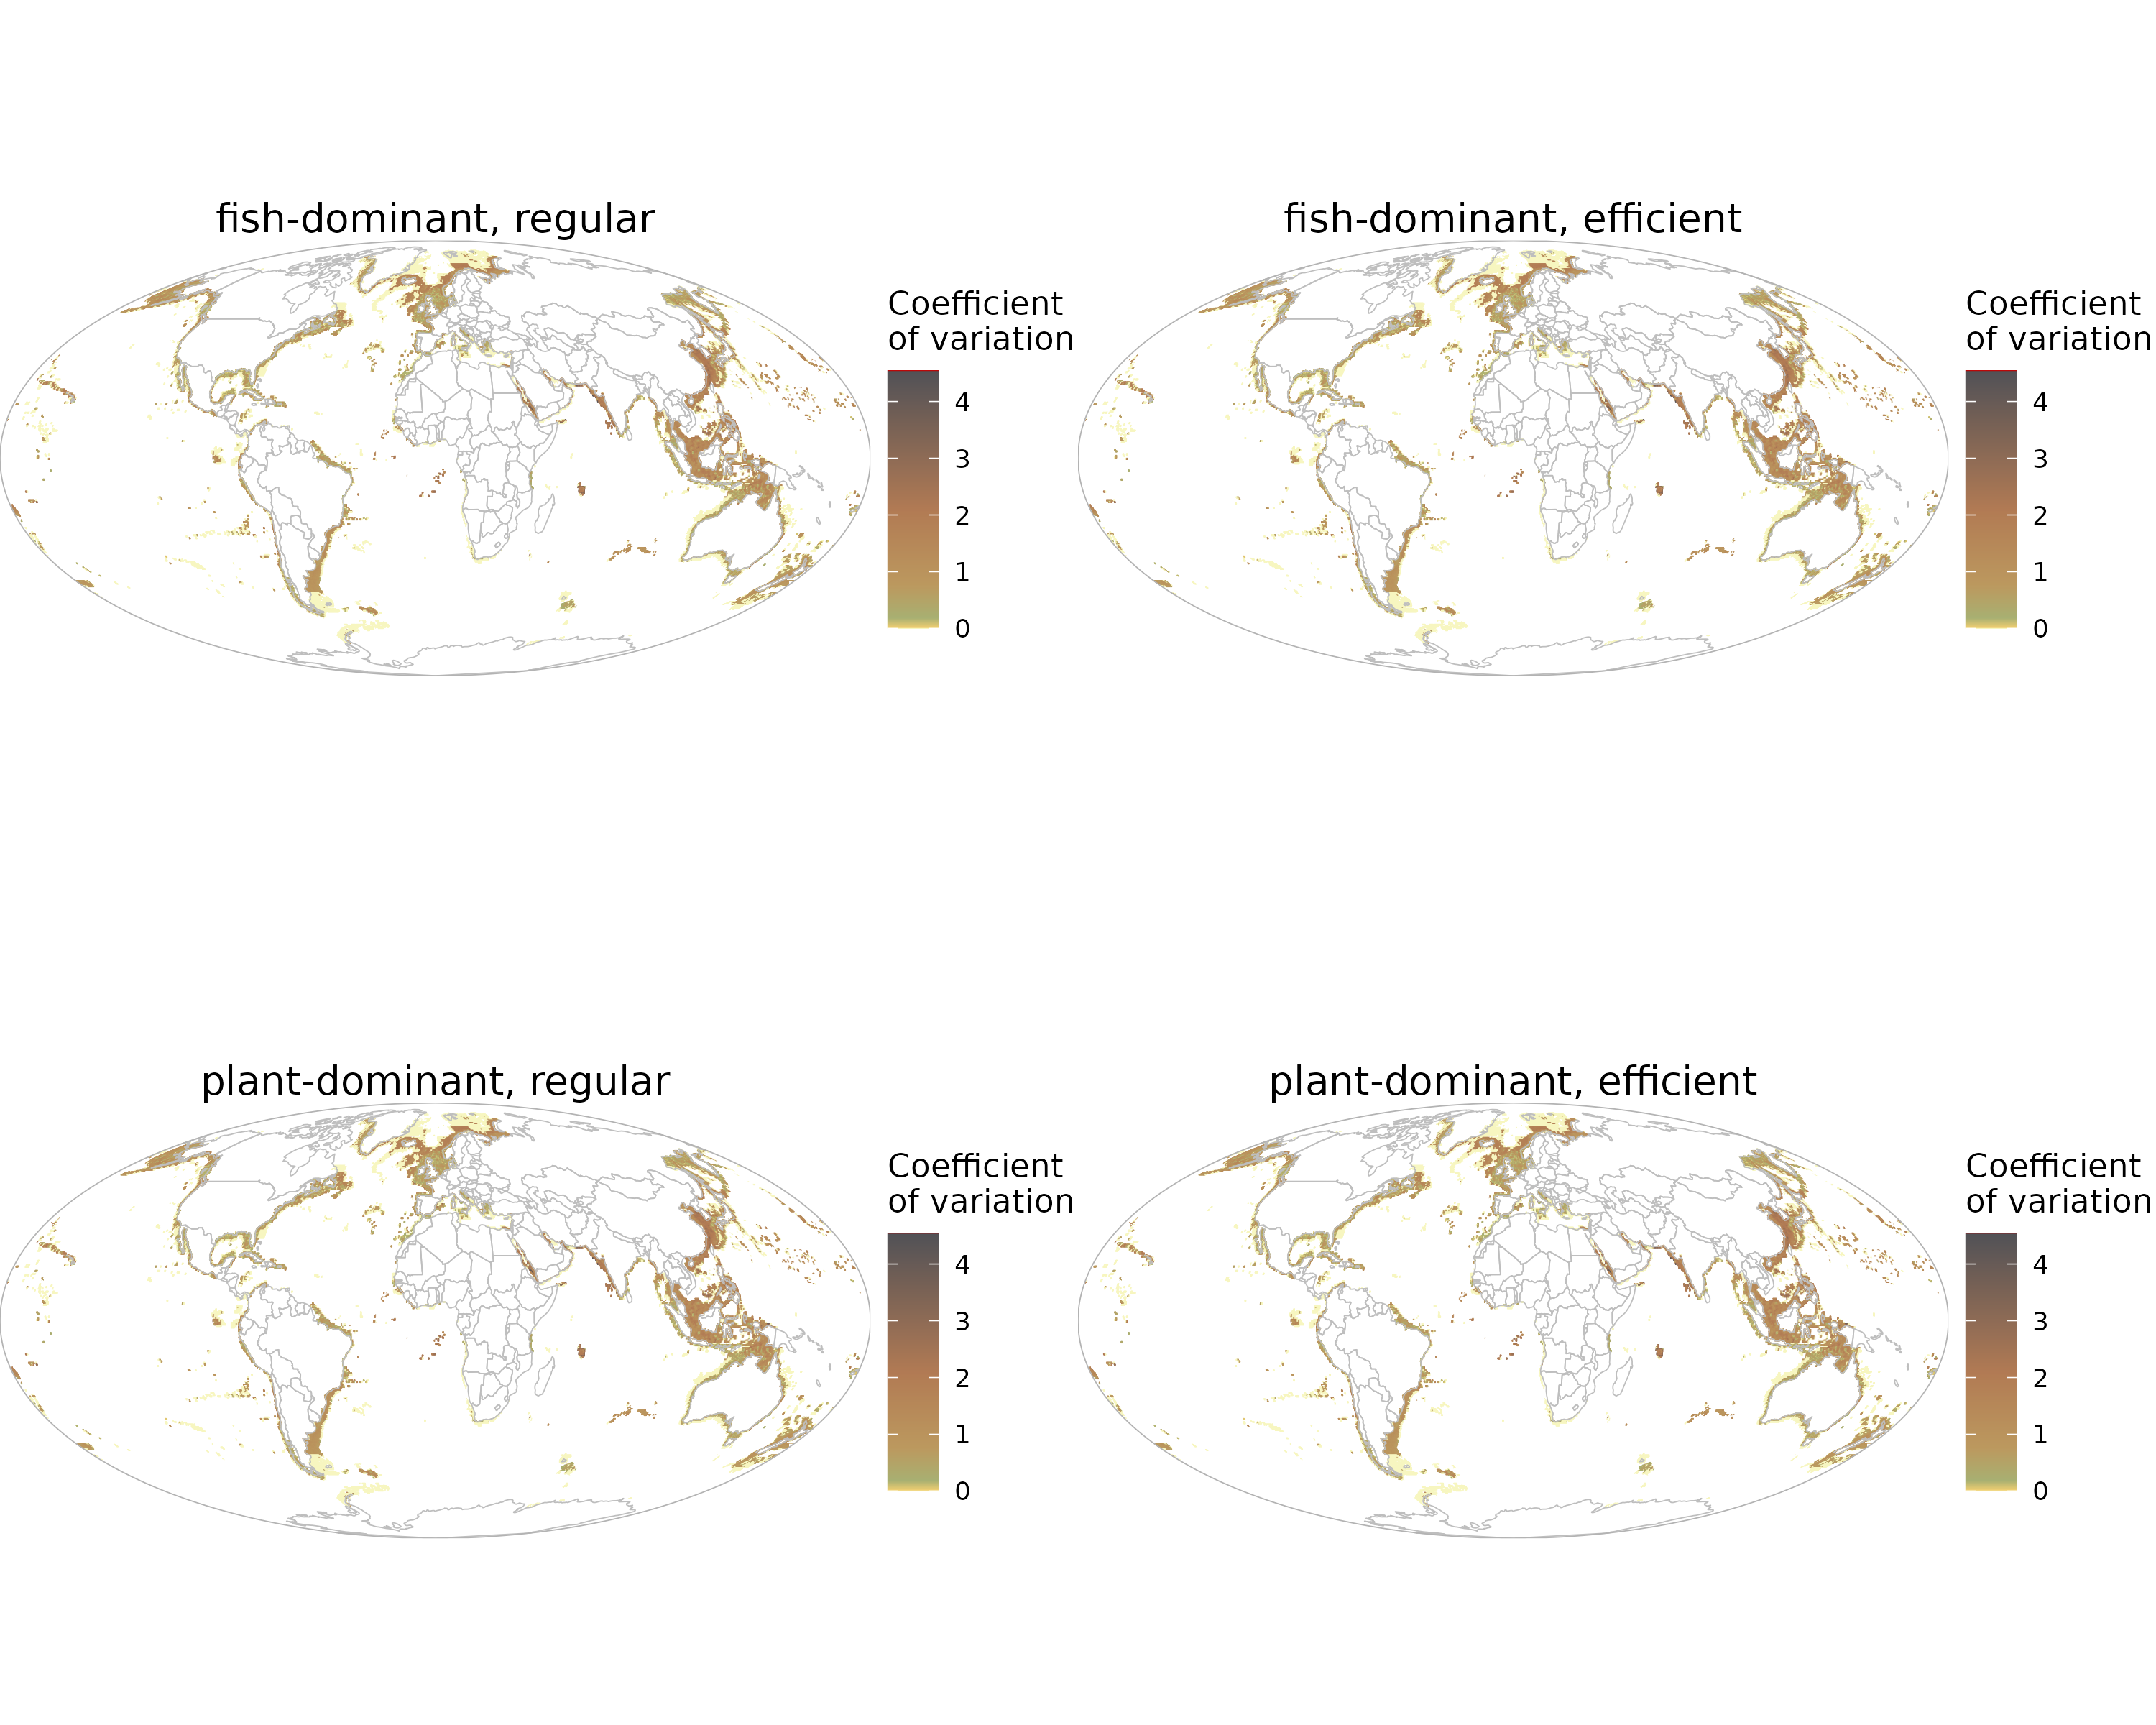 fish-dominant, regular
Coefficient
of variation
4
3
2
1
0
fish-dominant, efficient
Coefficient
of variation
4
3
2
1
0
plant-dominant, regular
Coefficient
of variation
4
3
2
1
0
plant-dominant, efficient
Coefficient
of variation
4
3
2
1
0